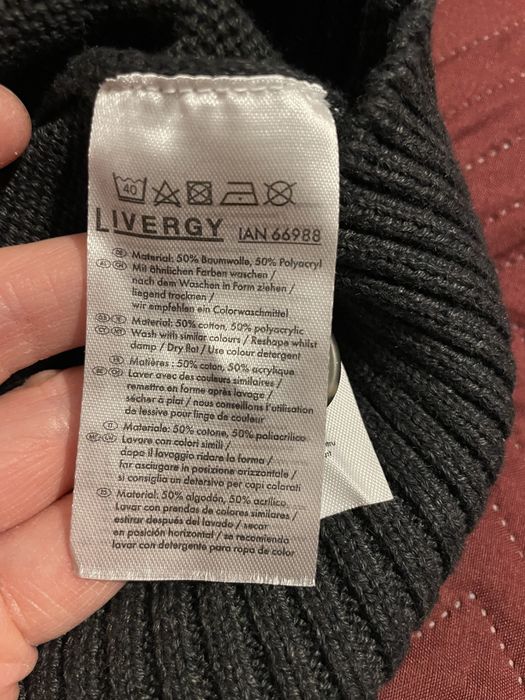 40
LIVERGY IAN 66988
DE AT Material: 50% Baumwolle, 50% Polyacryl
Mit ähnlichen Farben waschen /
nach dem Waschen in Form ziehen /
liegend trocknen /
wir empfehlen ein Colorwaschmittel
Material: 50% cotton, 50% polyacrylic
Wash with similar colours / Reshape whilst
damp / Dry flat / Use colour detergent
FR Matières : 50% coton, 50% acrylique
Laver avec des couleurs similaires /
remettre en forme après lavage /
sécher à plat / nous conseillons l'utilisation
de lessive pour linge de couleur
IT Materiale: 50% cotone, 50% poliacrilico
Lavare con colori simili /
dopo il lavaggio ridare la forma /
far asciugare in posizione orizzontale /
si consiglia un detersivo per capi colorati
ES Material: 50% algodón, 50% acrílico
Lavar con prendas de colores similares /
estirar después del lavado / secar
en posición horizontal / se recomienda
lavar con detergente para ropa de color